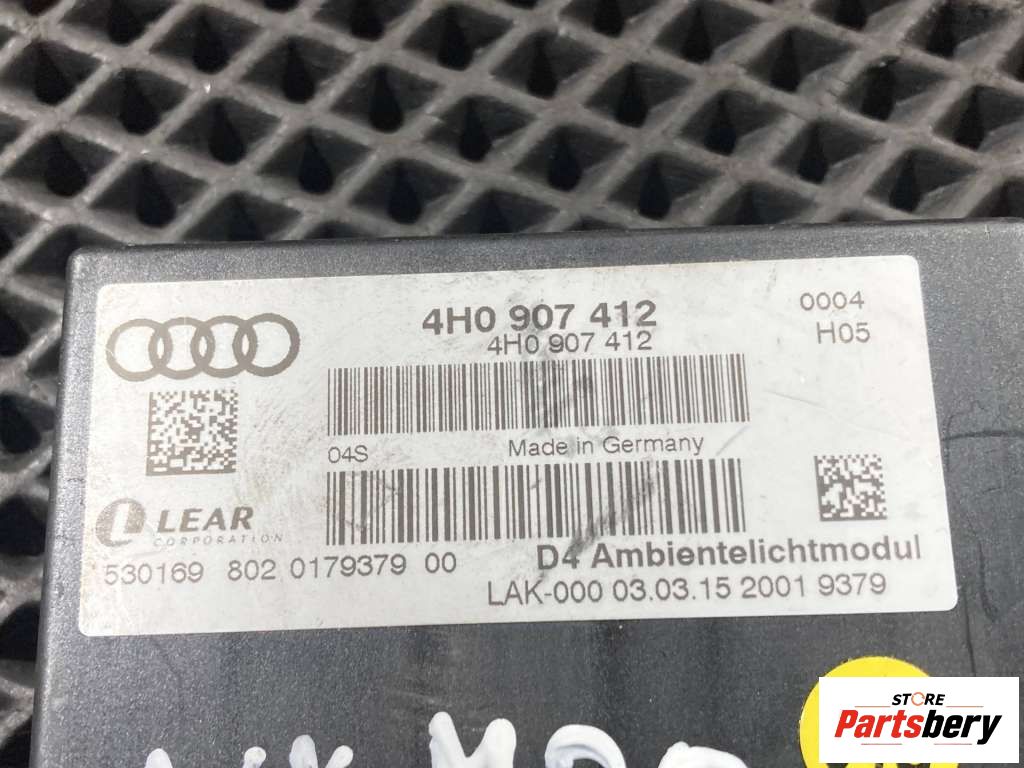 4H0 907 412
4H0 907 412
0004
H05
04S
Made in Germany
LEAR
CORPORATION
530169 802 0179379 00
D4 Ambientelichtmodul
LAK-000 03.03.15 2001 9379
STORE
Partsbery